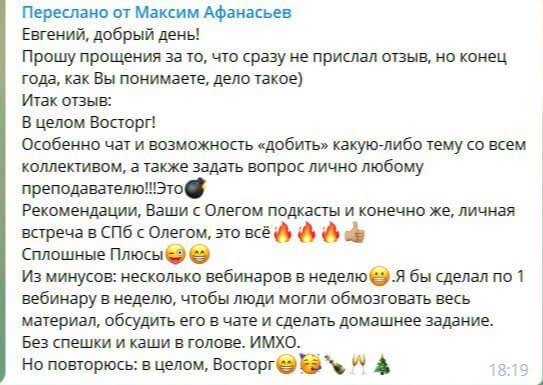 Переслано от Максим Афанасьев
Евгений, добрый день!
Прошу прощения за то, что сразу не прислал отзыв, но конец
года, как Вы понимаете, дело такое)
Итак отзыв:
В целом Восторг!
Особенно чат и возможность «добить» какую-либо тему со всем
коллективом, а также задать вопрос лично любому
преподавателю!!!Это💣
Рекомендации, Ваши с Олегом подкасты и конечно же, личная
встреча в СПб с Олегом, это всё🔥🔥🔥👍🏼
Сплошные Плюсы😜😁
Из минусов: несколько вебинаров в неделю😬.Я бы сделал по 1
вебинару в неделю, чтобы люди могли обмозговать весь
материал, обсудить его в чате и сделать домашнее задание.
Без спешки и каши в голове. ИМХО.
Но повторюсь: в целом, Восторг😁🥳🍾🥂🎄
18:19